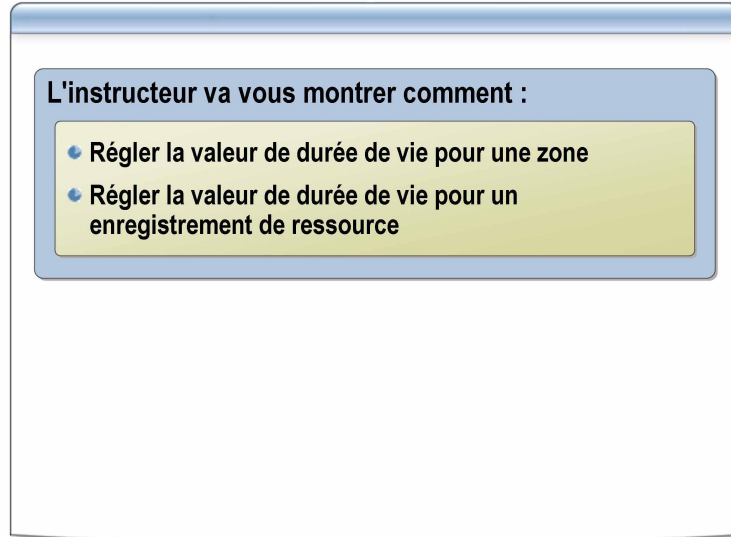 L'instructeur va vous montrer comment :
Régler la valeur de durée de vie pour une zone
Régler la valeur de durée de vie pour un
enregistrement de ressource